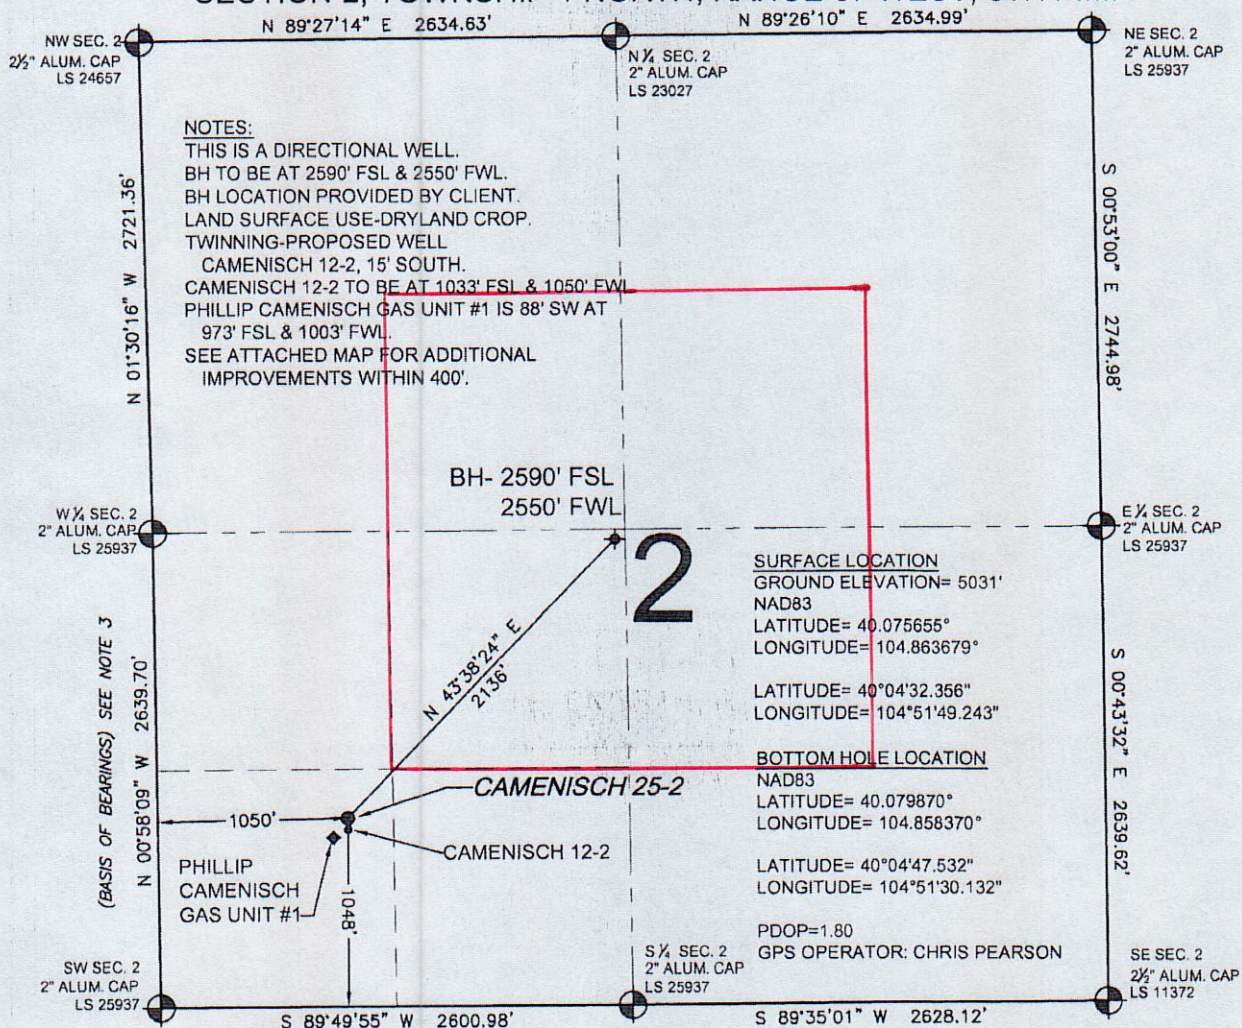 N 89°27'14" E 2634.63'
N 89°26'10" E 2634.99'
NW SEC. 2
2½" ALUM. CAP
LS 24657
N ¼ SEC. 2
2" ALUM. CAP
LS 23027
NE SEC. 2
2" ALUM. CAP
LS 25937
NOTES:
THIS IS A DIRECTIONAL WELL.
BH TO BE AT 2590' FSL & 2550' FWL.
BH LOCATION PROVIDED BY CLIENT.
LAND SURFACE USE-DRYLAND CROP.
TWINNING-PROPOSED WELL
CAMENISCH 12-2, 15' SOUTH.
CAMENISCH 12-2 TO BE AT 1033' FSL & 1050' FWL
PHILLIP CAMENISCH GAS UNIT #1 IS 88' SW AT
973' FSL & 1003' FWL.
SEE ATTACHED MAP FOR ADDITIONAL
IMPROVEMENTS WITHIN 400'.
N 01°30'16" W 2721.36'
S 00°53'00" E 2744.98'
BH- 2590' FSL
2550' FWL
W ¼ SEC. 2
2" ALUM. CAP
LS 25937
E ¼ SEC. 2
2" ALUM. CAP
LS 25937
2
SURFACE LOCATION
GROUND ELEVATION= 5031'
NAD83
LATITUDE= 40.075655°
LONGITUDE= 104.863679°
LATITUDE= 40°04'32.356"
LONGITUDE= 104°51'49.243"
BOTTOM HOLE LOCATION
NAD83
LATITUDE= 40.079870°
LONGITUDE= 104.858370°
LATITUDE= 40°04'47.532"
LONGITUDE= 104°51'30.132"
PDOP=1.80
GPS OPERATOR: CHRIS PEARSON
N 43°38'24" E
2136'
(BASIS OF BEARINGS) SEE NOTE 3
N 00°58'09" W 2639.70'
S 00°43'32" E 2639.62'
CAMENISCH 25-2
1050'
CAMENISCH 12-2
PHILLIP
CAMENISCH
GAS UNIT #1
1048'
SW SEC. 2
2" ALUM. CAP
LS 25937
S ¼ SEC. 2
2" ALUM. CAP
LS 25937
SE SEC. 2
2½" ALUM. CAP
LS 11372
S 89°49'55" W 2600.98'
S 89°35'01" W 2628.12'